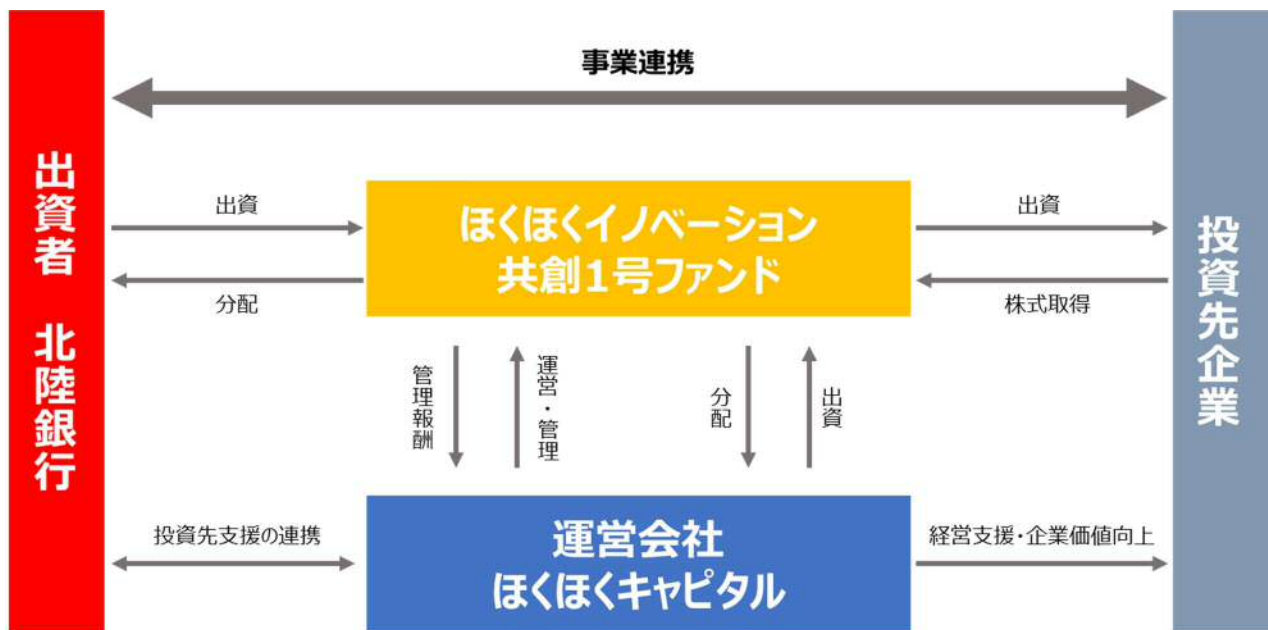 事業連携
出資者 北陸銀行
出資
分配
ほくほくイノベーション
共創1号ファンド
出資
株式取得
投資先企業
管理報酬
運営・管理
分配
出資
投資先支援の連携
運営会社
ほくほくキャピタル
経営支援・企業価値向上